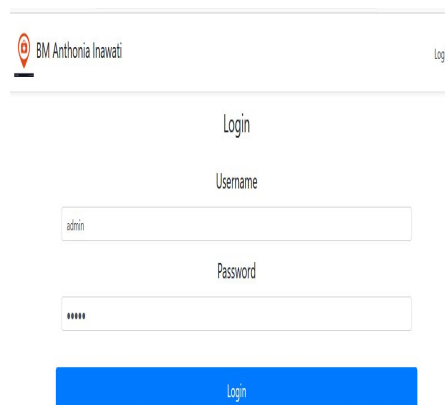 BM Anthonia Inawati
Log
Login
Username
admin
Password
•••••
Login